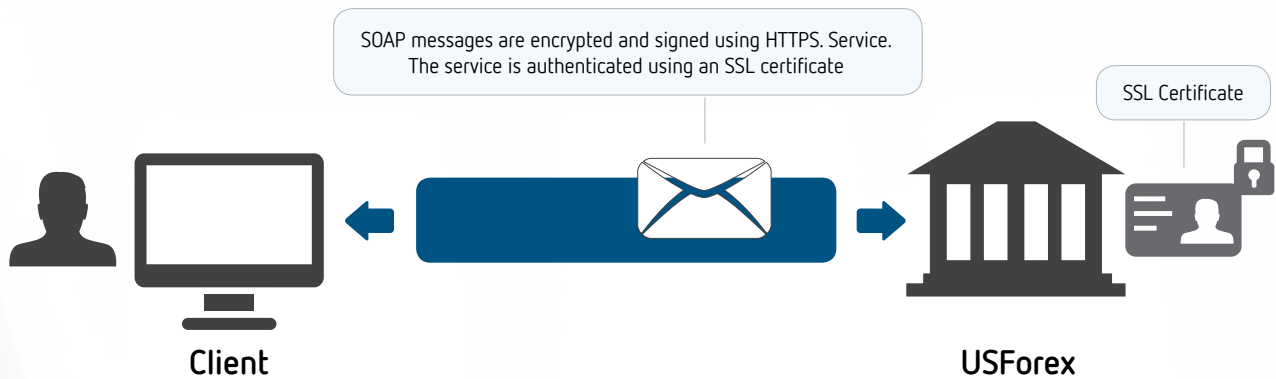 SOAP messages are encrypted and signed using HTTPS. Service.
The service is authenticated using an SSL certificate
SSL Certificate
Client
USForex